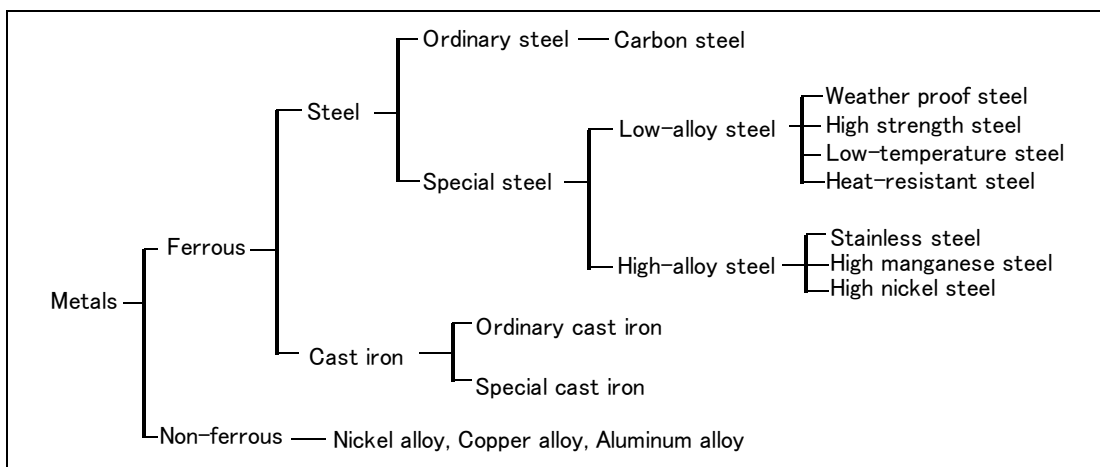 Ordinary steel
Carbon steel
Weather proof steel
Steel
High strength steel
Low-alloy steel
Low-temperature steel
Special steel
Heat-resistant steel
Stainless steel
Ferrous
High-alloy steel
High manganese steel
High nickel steel
Metals
Ordinary cast iron
Cast iron
Special cast iron
Non-ferrous
Nickel alloy, Copper alloy, Aluminum alloy